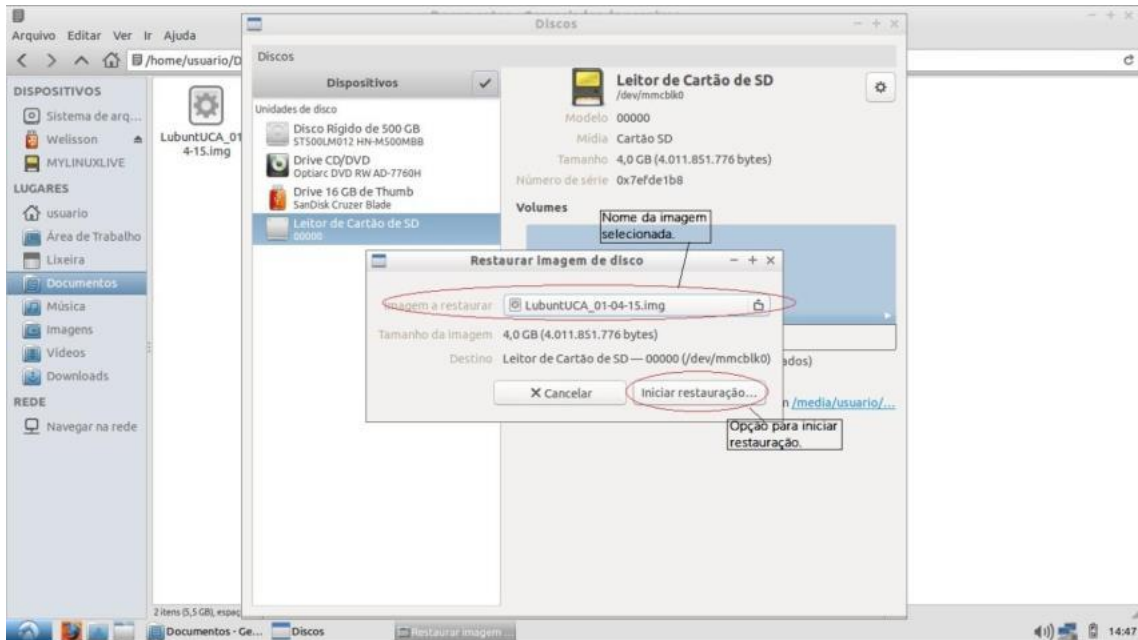 Discos
Arquivo Editar Ver Ir Ajuda
/home/usuario/D
DISPOSITIVOS
Sistema de arq...
Welisson
MYLINUXLIVE
LUGARES
usuario
Área de Trabalho
Lixeira
Documentos
Música
Imagens
Vídeos
Downloads
REDE
Navegar na rede
LubuntUCA_01
4-15.img
2 itens (5,5 GB), espaç
Discos
Dispositivos
Unidades de disco
Disco Rígido de 500 GB
ST500LM012 HN-M500MBB
Drive CD/DVD
Optiarc DVD RW AD-7760H
Drive 16 GB de Thumb
SanDisk Cruzer Blade
Leitor de Cartão de SD
00000
Leitor de Cartão de SD
/dev/mmcblk0
Modelo 00000
Mídia Cartão SD
Tamanho 4,0 GB (4.011.851.776 bytes)
Número de série 0x7efde1b8
Volumes
Nome da imagem
selecionada.
Restaurar imagem de disco
Imagem a restaurar LubuntUCA_01-04-15.img
Tamanho da imagem 4,0 GB (4.011.851.776 bytes)
Destino Leitor de Cartão de SD — 00000 (/dev/mmcblk0)
ados)
Cancelar Iniciar restauração...
n /media/usuario/...
Opção para iniciar
restauração.
Documentos - Ge... Discos Restaurar imagem ... 14:47